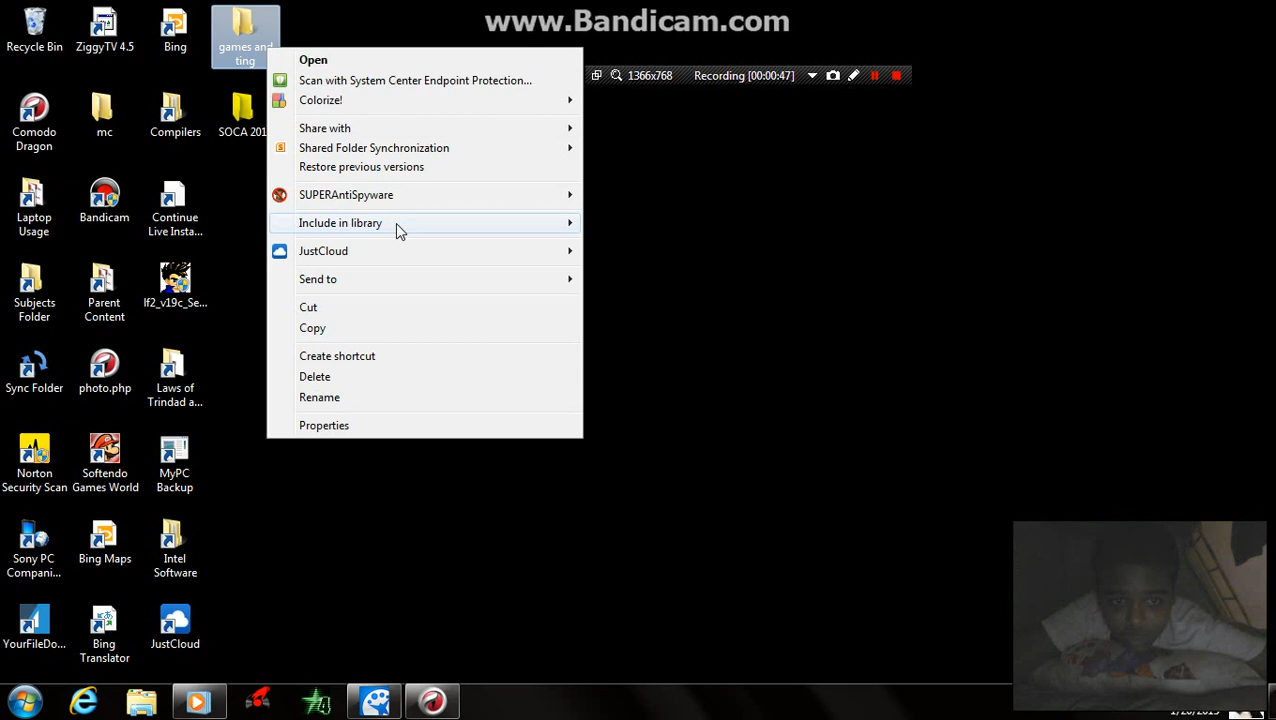 www.Bandicam.com
1366x768 Recording [00:00:47]
Recycle Bin
ZiggyTV 4.5
Bing
games and
ting
Open
Scan with System Center Endpoint Protection...
Colorize!
Share with
Shared Folder Synchronization
Restore previous versions
SUPERAntiSpyware
Include in library
JustCloud
Send to
Cut
Copy
Create shortcut
Delete
Rename
Properties
Comodo
Dragon
mc
Compilers
SOCA 201
Laptop
Usage
Bandicam
Continue
Live Insta...
Subjects
Folder
Parent
Content
lf2_v19c_Se...
Sync Folder
photo.php
Laws of
Trindad a...
Norton
Security Scan
Softendo
Games World
MyPC
Backup
Sony PC
Compani...
Bing Maps
Intel
Software
YourFileDo...
Bing
Translator
JustCloud